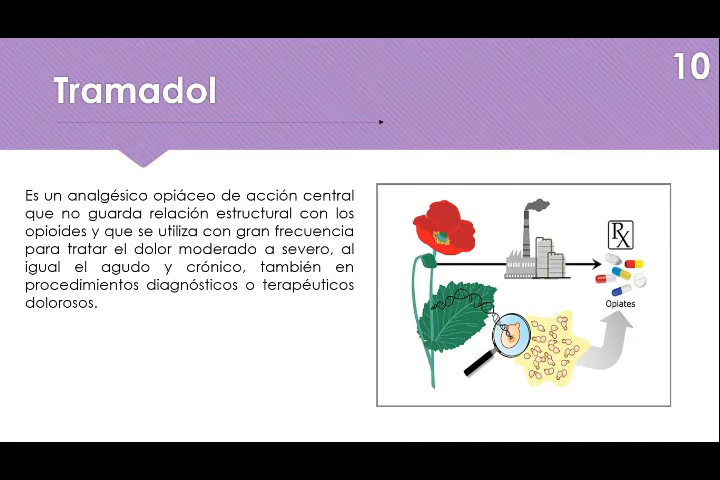 10
Tramadol
Es un analgésico opiáceo de acción central
que no guarda relación estructural con los
opioides y que se utiliza con gran frecuencia
para tratar el dolor moderado a severo, al
igual el agudo y crónico, también en
procedimientos diagnósticos o terapéuticos
dolorosos.
Rx
Opiates